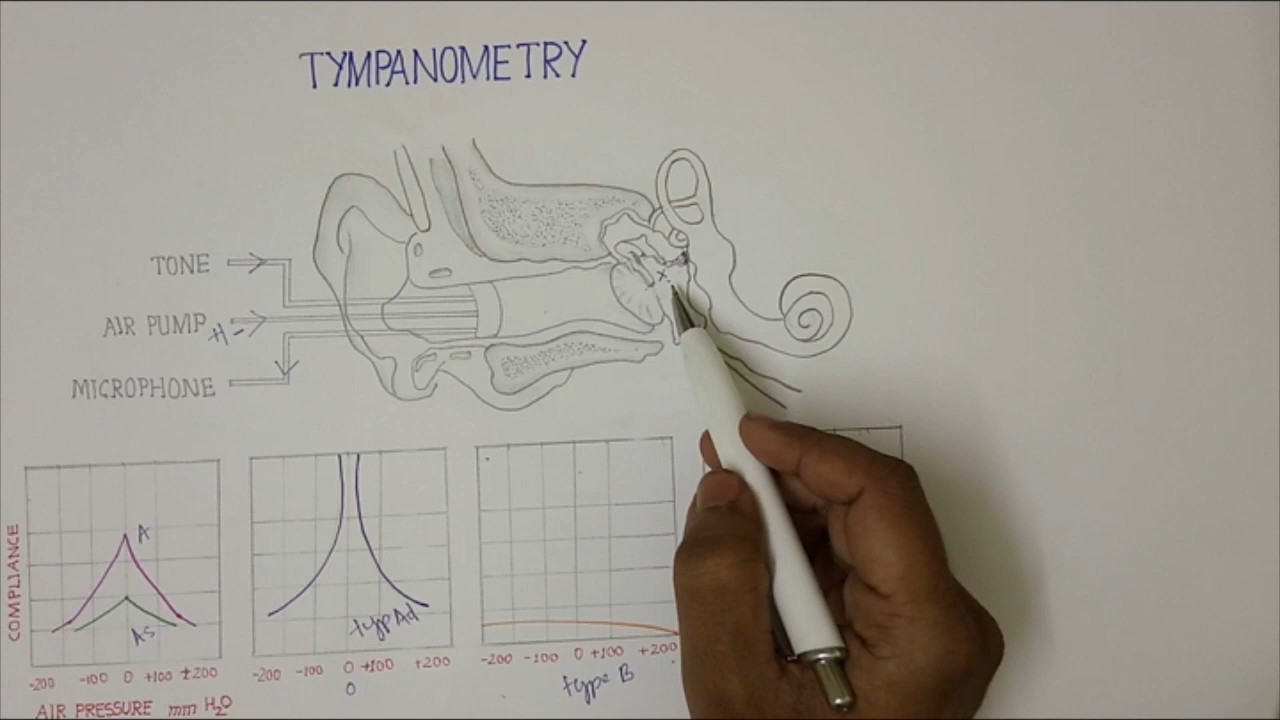 TYMPANOMETRY
TONE
AIR PUMP + -
MICROPHONE
COMPLIANCE
A
As
-200 -100 0 +100 +200
AIR PRESSURE mm H2O
typ Ad
-200 -100 0 +100 +200
0
-200 -100 0 +100 +200
type B